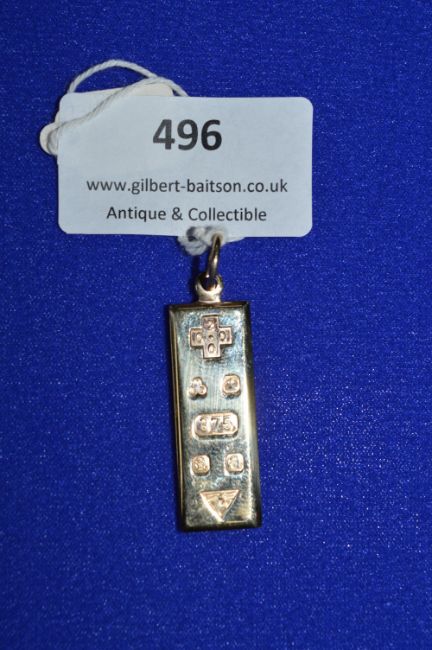 496
www.gilbert-baitson.co.uk
Antique & Collectible
375